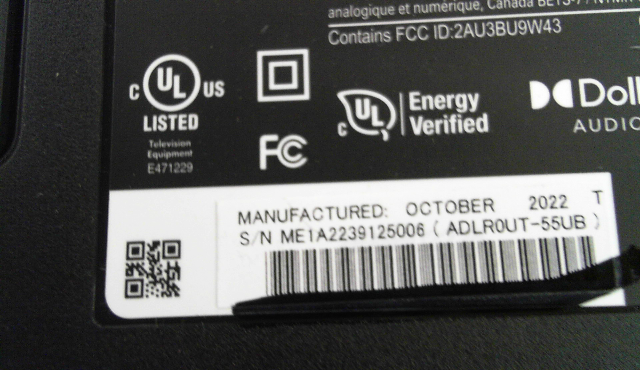 analogique et numérique, Canada
Contains FCC ID:2AU3BU9W43
c UL US
LISTED
Television
Equipment
E471229
FC
c UL Energy
Verified
Dol
AUDIO
MANUFACTURED: OCTOBER 2022 T
S/N ME1A2239125006 ( ADLR0UT-55UB )